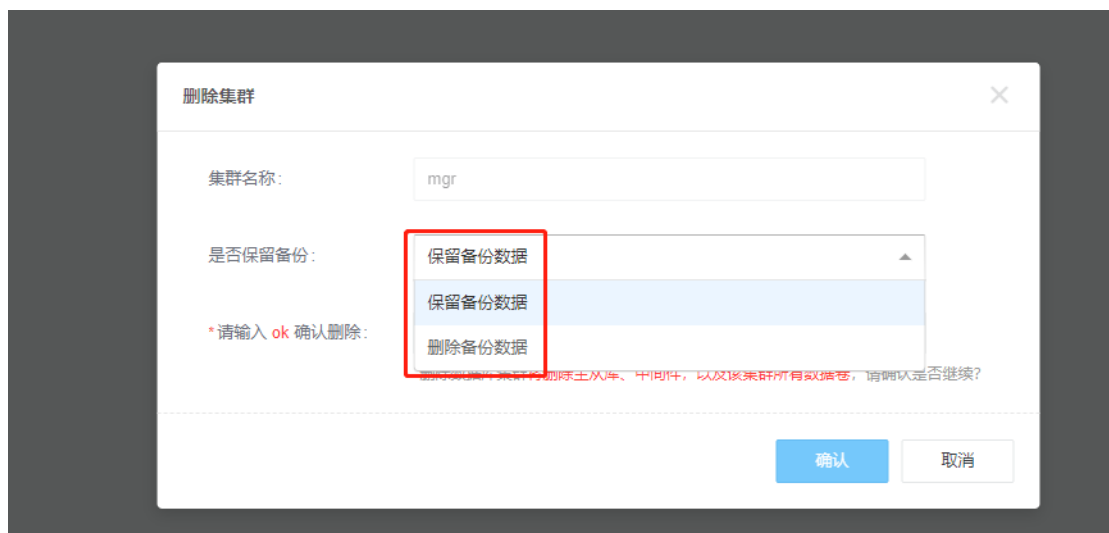 删除集群
集群名称:
mgr
是否保留备份:
保留备份数据
保留备份数据
删除备份数据
*请输入 ok 确认删除:
删除主从库、中间件，以及该集群所有数据卷，请确认是否继续？
确认
取消